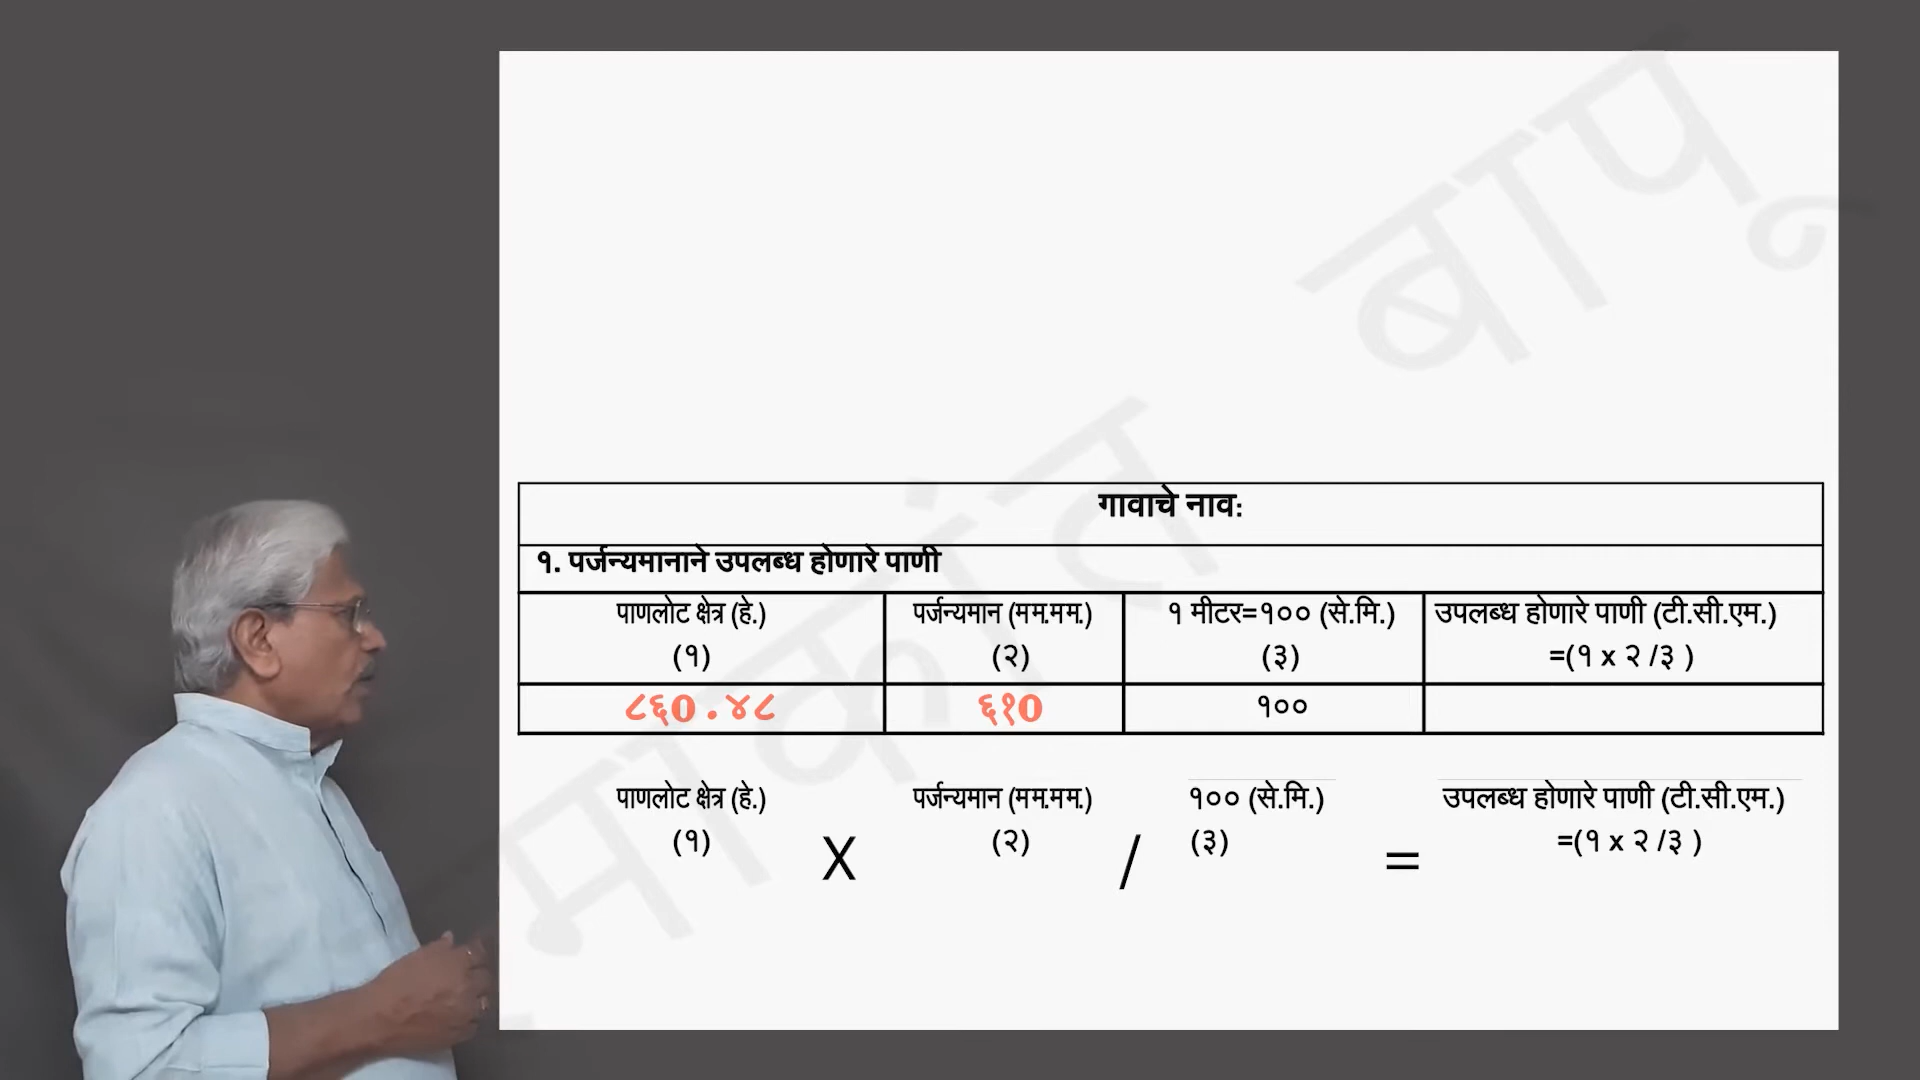 गावाचे नाव:
१. पर्जन्यमानाने उपलब्ध होणारे पाणी
पाणलोट क्षेत्र (हे.) पर्जन्यमान (मम.मम.) १ मीटर=१०० (से.मि.) उपलब्ध होणारे पाणी (टी.सी.एम.)
(१) (२) (३) =(१ x २ /३ )
८६०.४८ ६१० १००
पाणलोट क्षेत्र (हे.) पर्जन्यमान (मम.मम.) १०० (से.मि.) उपलब्ध होणारे पाणी (टी.सी.एम.)
(१) X (२) / (३) = =(१ x २ /३ )